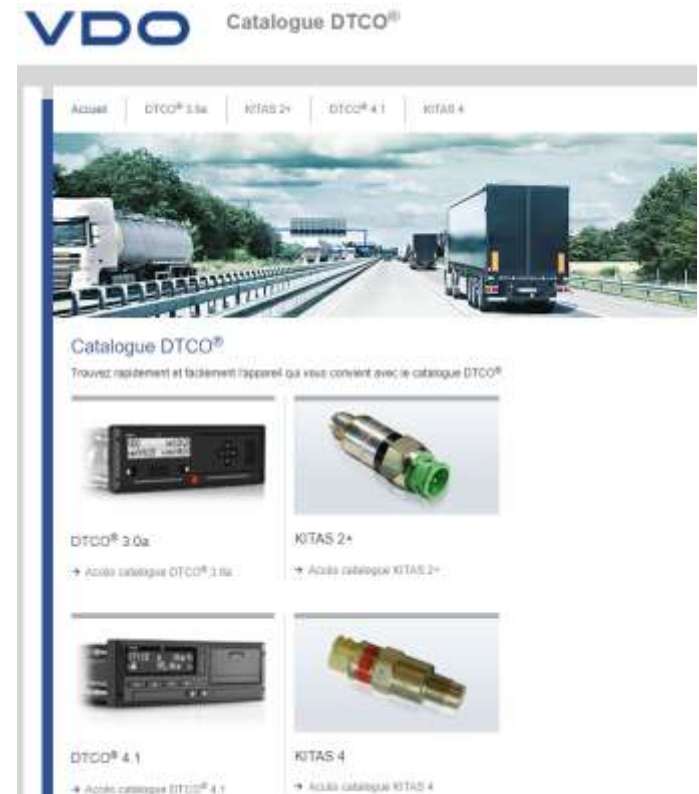 VDO
Catalogue DTCO®
Accueil
DTCO® 3.0a
KITAS 2+
DTCO® 4.1
KITAS 4
Catalogue DTCO®
Trouvez rapidement et facilement l'appareil qui vous convient avec le catalogue DTCO®
DTCO® 3.0a
KITAS 2+
→ Accès catalogue DTCO® 3.0a
→ Accès catalogue KITAS 2+
DTCO® 4.1
KITAS 4
→ Accès catalogue DTCO® 4.1
→ Accès catalogue KITAS 4